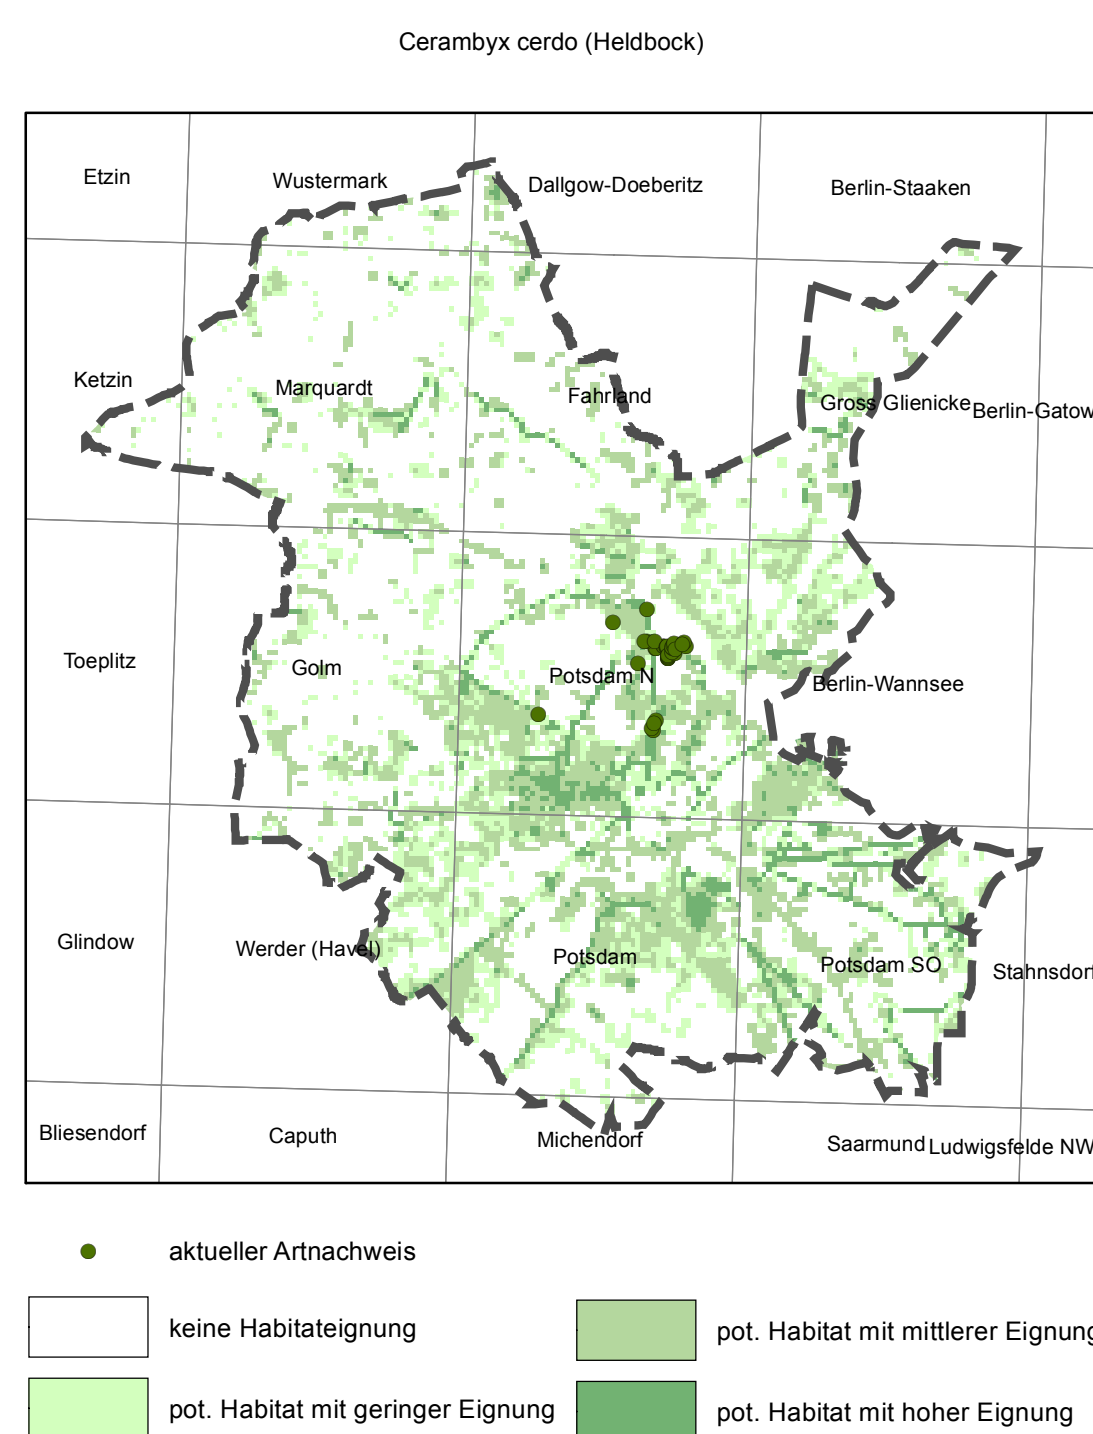 Cerambyx cerdo (Heldbock)
Etzin
Wustermark
Dallgow-Doeberitz
Berlin-Staaken
Ketzin
Marquardt
Fahrland
Gross Glienicke
Berlin-Gatow
Toeplitz
Golm
Potsdam N
Berlin-Wannsee
Glindow
Werder (Havel)
Potsdam
Potsdam SO
Stahnsdorf
Bliesendorf
Caputh
Michendorf
Saarmund
Ludwigsfelde NW
aktueller Artnachweis
keine Habitateignung
pot. Habitat mit mittlerer Eignung
pot. Habitat mit geringer Eignung
pot. Habitat mit hoher Eignung